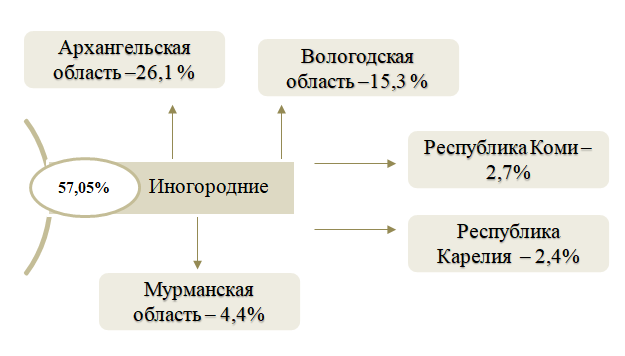 Архангельская
область –26,1 %
Вологодская
область –15,3 %
Республика Коми –
2,7%
57,05%
Иногородние
Республика
Карелия – 2,4%
Мурманская
область – 4,4%